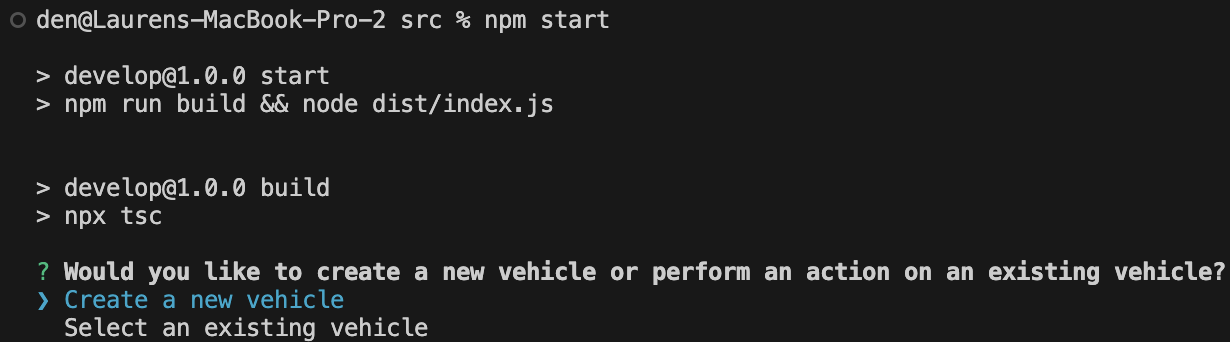 den@Laurens-MacBook-Pro-2 src % npm start
> develop@1.0.0 start
> npm run build && node dist/index.js
> develop@1.0.0 build
> npx tsc
? Would you like to create a new vehicle or perform an action on an existing vehicle?
❯ Create a new vehicle
Select an existing vehicle